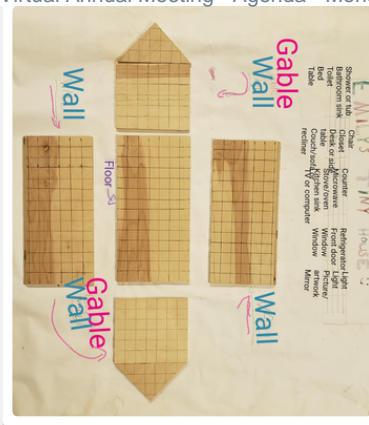 Virtual Annual Meeting - Agenda
EMILY'S TINY HOUSE
Shower or tub
Bathroom sink
Toilet
Bed
Table
Chair
Closet
Desk or side
table
Couch/sofa/
recliner
Counter
Microwave
Stove/oven
Kitchen sink
TV or computer
Refrigerator
Front door
Window
Window
Light
Light
Picture/
artwork
Mirror
Gable
Wall
Wall
Wall
Floor
Gable
Wall